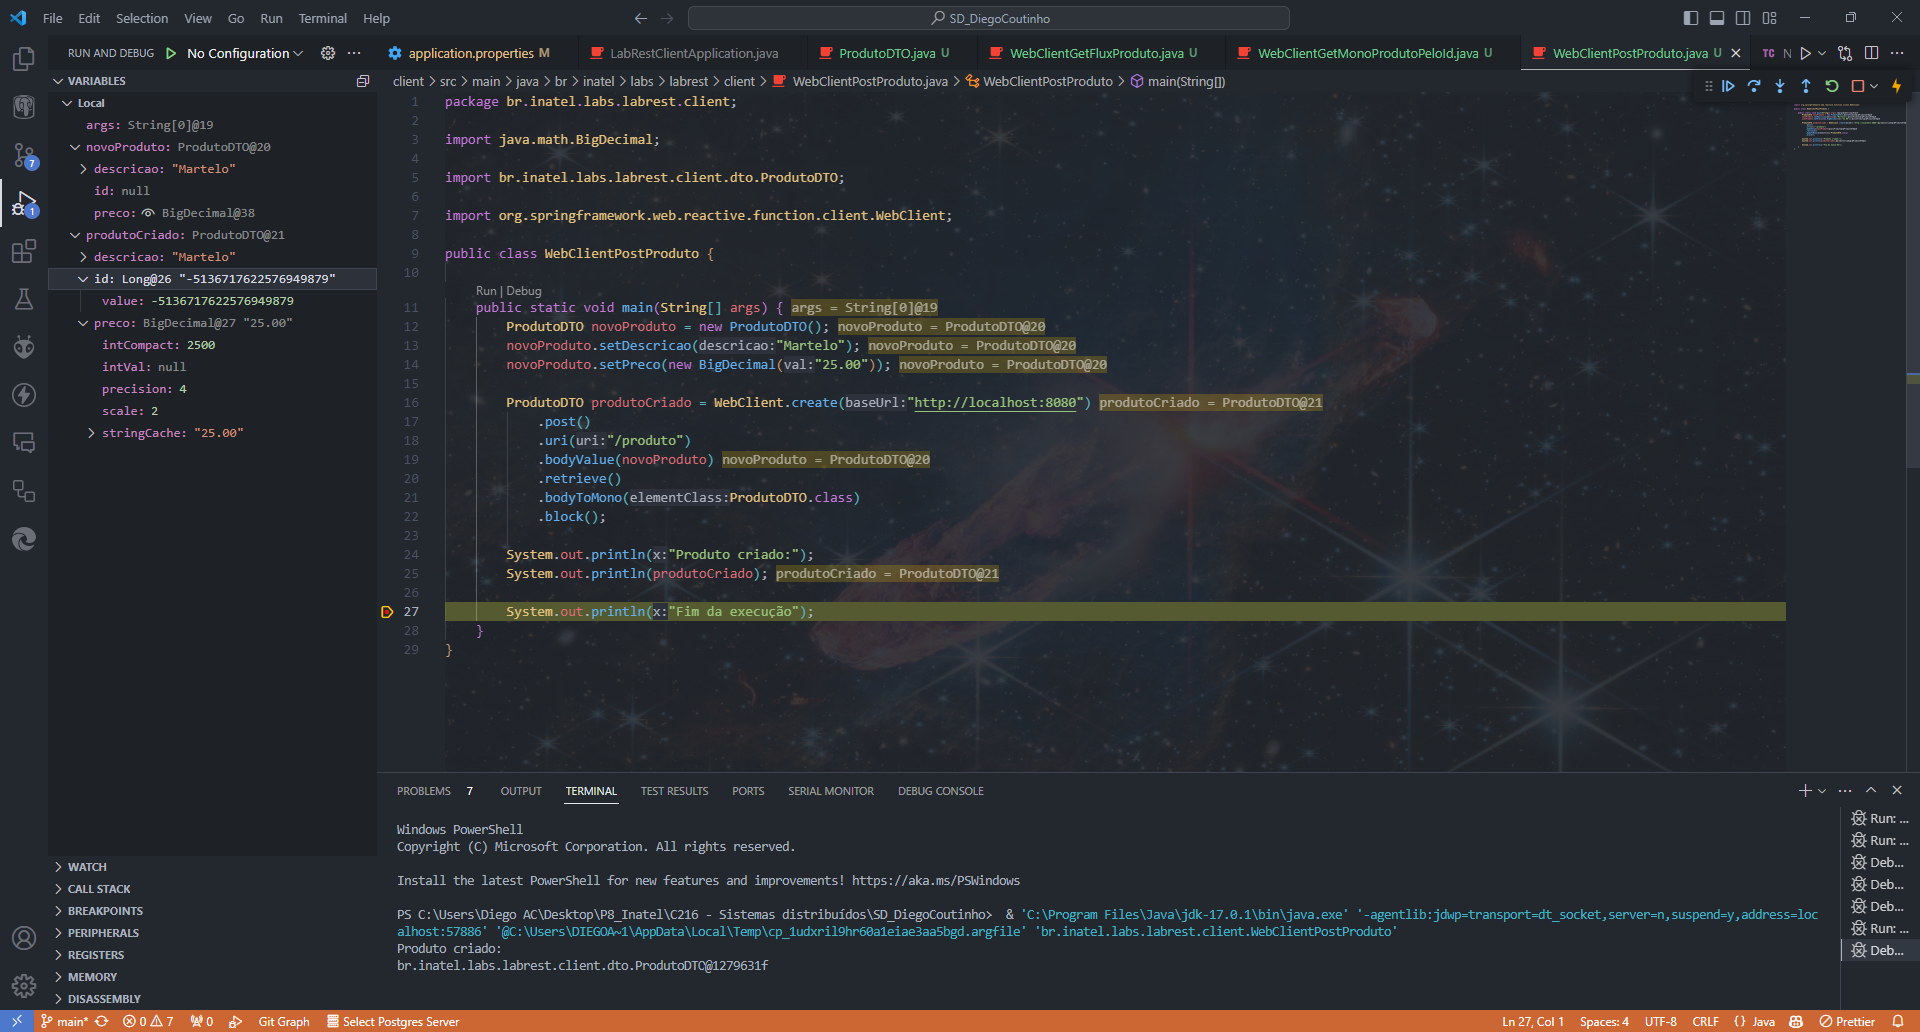 File Edit Selection View Go Run Terminal Help
SD_DiegoCoutinho
RUN AND DEBUG No Configuration
application.properties M
LabRestClientApplication.java
ProdutoDTO.java U
WebClientGetFluxProduto.java U
WebClientGetMonoProdutoPeloId.java U
WebClientPostProduto.java U
TC N
client > src > main > java > br > inatel > labs > labrest > client > WebClientPostProduto.java > WebClientPostProduto > main(String[])
VARIABLES
Local
args: String[0]@19
novoProduto: ProdutoDTO@20
descricao: "Martelo"
id: null
preco: BigDecimal@38
produtoCriado: ProdutoDTO@21
descricao: "Martelo"
id: Long@26 "-5136717622576949879"
value: -5136717622576949879
preco: BigDecimal@27 "25.00"
intCompact: 2500
intVal: null
precision: 4
scale: 2
stringCache: "25.00"
WATCH
CALL STACK
BREAKPOINTS
PERIPHERALS
REGISTERS
MEMORY
DISASSEMBLY
7
1
1 package br.inatel.labs.labrest.client;
2
3 import java.math.BigDecimal;
4
5 import br.inatel.labs.labrest.client.dto.ProdutoDTO;
6
7 import org.springframework.web.reactive.function.client.WebClient;
8
9 public class WebClientPostProduto {
10
Run | Debug
11 public static void main(String[] args) { args = String[0]@19
12 ProdutoDTO novoProduto = new ProdutoDTO(); novoProduto = ProdutoDTO@20
13 novoProduto.setDescricao(descricao:"Martelo"); novoProduto = ProdutoDTO@20
14 novoProduto.setPreco(new BigDecimal(val:"25.00")); novoProduto = ProdutoDTO@20
15
16 ProdutoDTO produtoCriado = WebClient.create(baseUrl:"http://localhost:8080") produtoCriado = ProdutoDTO@21
17 .post()
18 .uri(uri:"/produto")
19 .bodyValue(novoProduto) novoProduto = ProdutoDTO@20
20 .retrieve()
21 .bodyToMono(elementClass:ProdutoDTO.class)
22 .block();
23
24 System.out.println(x:"Produto criado:");
25 System.out.println(produtoCriado); produtoCriado = ProdutoDTO@21
26
27 System.out.println(x:"Fim da execução");
28 }
29 }
PROBLEMS 7 OUTPUT TERMINAL TEST RESULTS PORTS SERIAL MONITOR DEBUG CONSOLE
Windows PowerShell
Copyright (C) Microsoft Corporation. All rights reserved.
Install the latest PowerShell for new features and improvements! https://aka.ms/PSWindows
PS C:\Users\Diego AC\Desktop\P8_Inatel\C216 - Sistemas distribuídos\SD_DiegoCoutinho> & 'C:\Program Files\Java\jdk-17.0.1\bin\java.exe' '-agentlib:jdwp=transport=dt_socket,server=n,suspend=y,address=loc
alhost:57886' '@C:\Users\DIEGOA~1\AppData\Local\Temp\cp_1udxril9hr60a1eiae3aa5bgd.argfile' 'br.inatel.labs.labrest.client.WebClientPostProduto'
Produto criado:
br.inatel.labs.labrest.client.dto.ProdutoDTO@1279631f
Run: ...
Run: ...
Deb...
Deb...
Deb...
Run: ...
Deb...
main* 0 7 0 Git Graph Select Postgres Server
Ln 27, Col 1 Spaces: 4 UTF-8 CRLF {} Java Prettier